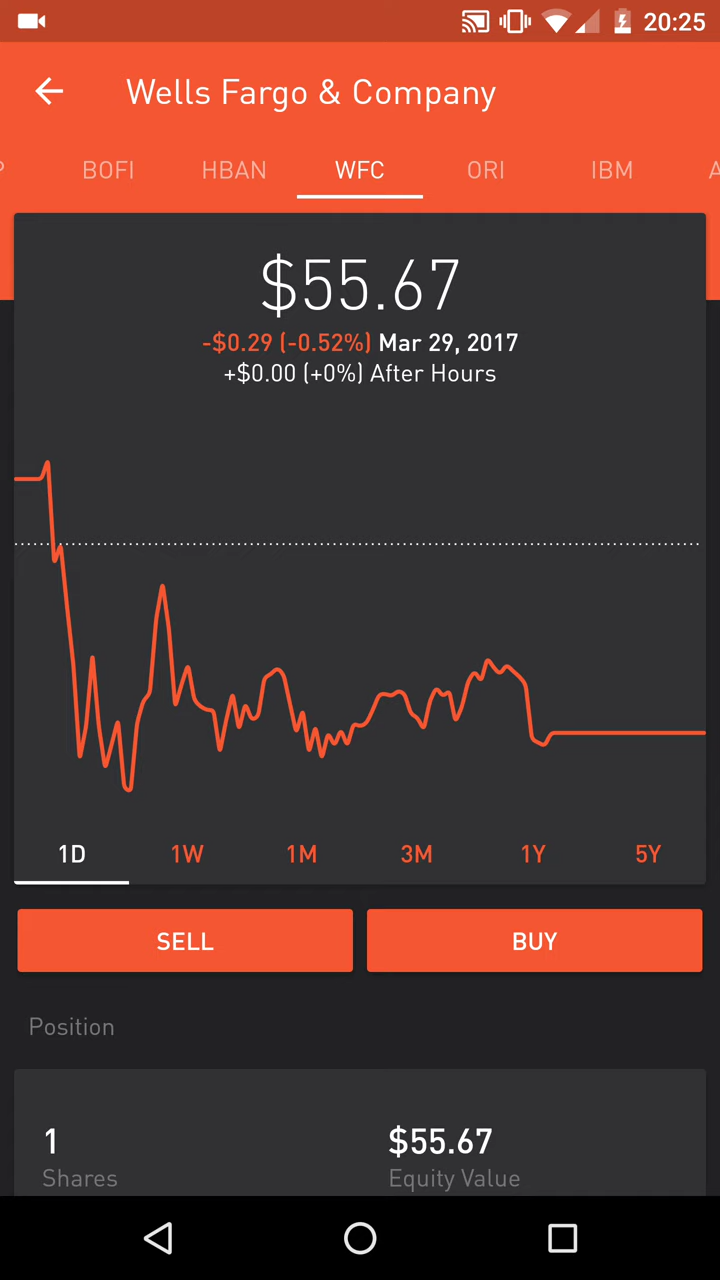 20:25
Wells Fargo & Company
BOFI HBAN WFC ORI IBM
$55.67
-$0.29 (-0.52%) Mar 29, 2017
+$0.00 (+0%) After Hours
1D 1W 1M 3M 1Y 5Y
SELL BUY
Position
1 $55.67
Shares Equity Value